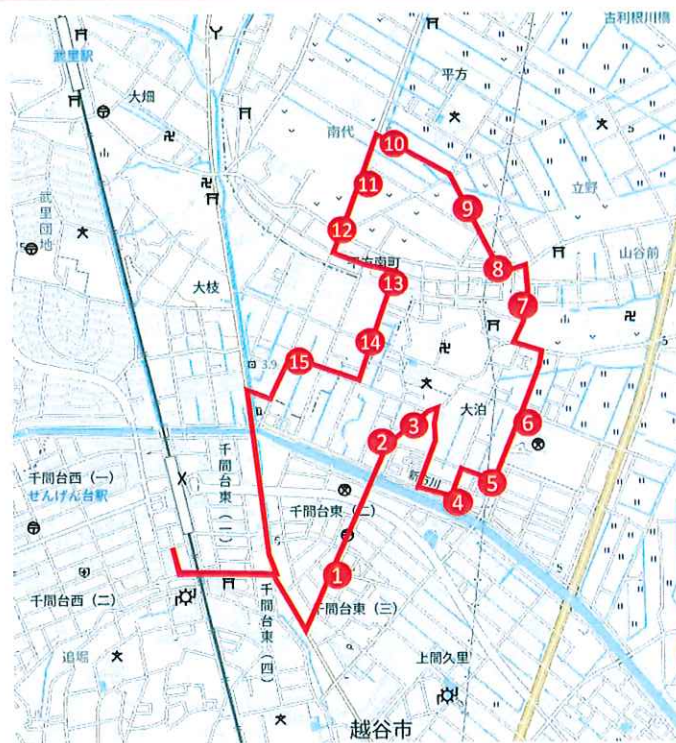 古利根川橋
武里駅
平方
大畑
南代
10
11
立野
9
武里団地
12
山谷前
8
平方南町
大枝
13
7
14
3.9
15
大泊
6
3
2
千間台西（一）
せんげん台駅
千間台東（一）
新方川
5
4
千間台東（二）
1
千間台西（二）
千間台東（三）
千間台東（四）
追堀
上間久里
越谷市
5
5